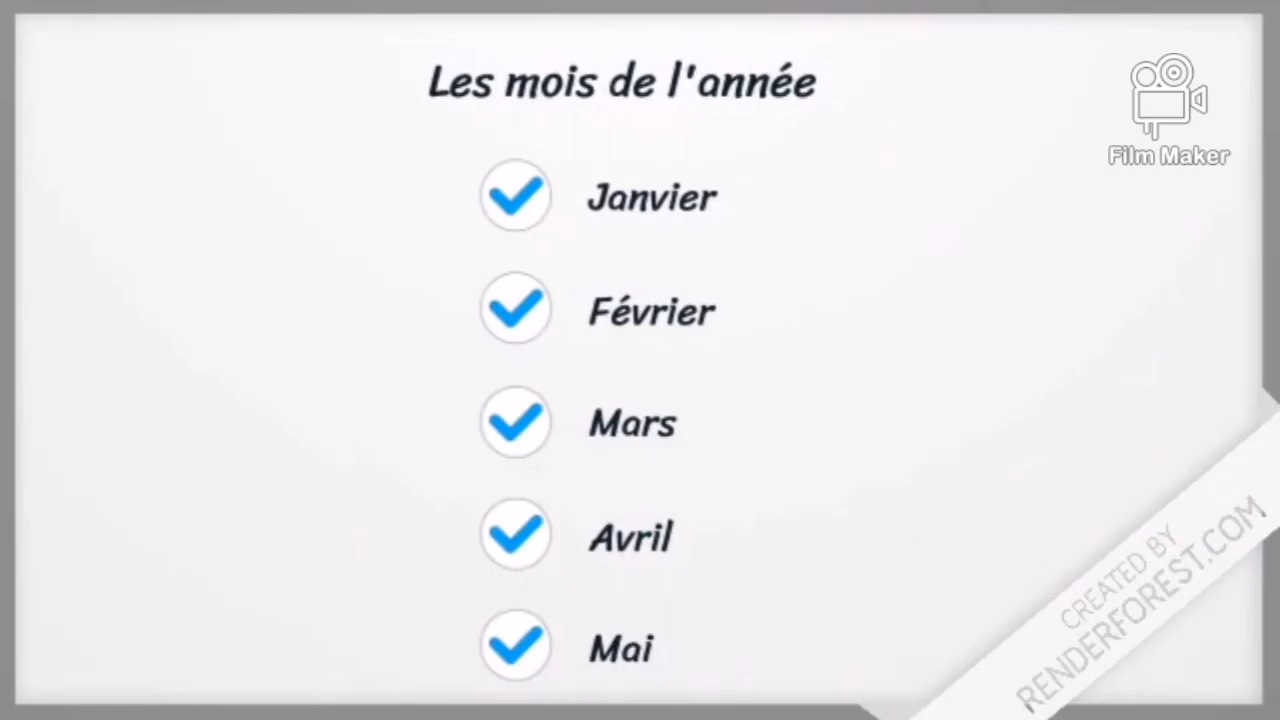 Les mois de l'année
Film Maker
Janvier
Février
Mars
Avril
Mai
CREATED BY
RENDERFOREST.COM